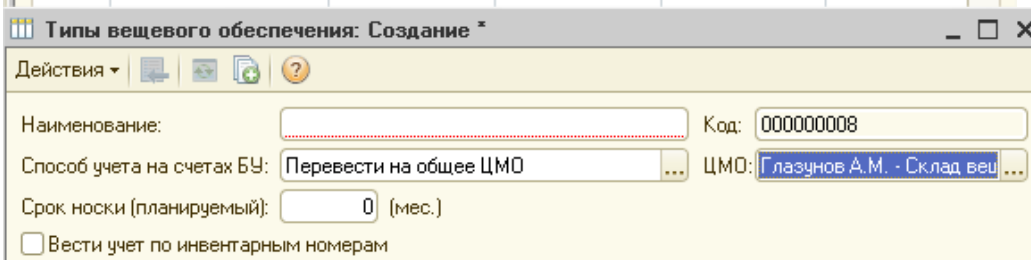 Типы вещевого обеспечения: Создание *
Действия
Наименование: Код: 000000008
Способ учета на счетах БУ: Перевести на общее ЦМО ... ЦМО: Глазунов А.М. - Склад вещ ...
Срок носки (планируемый): 0 (мес.)
Вести учет по инвентарным номерам